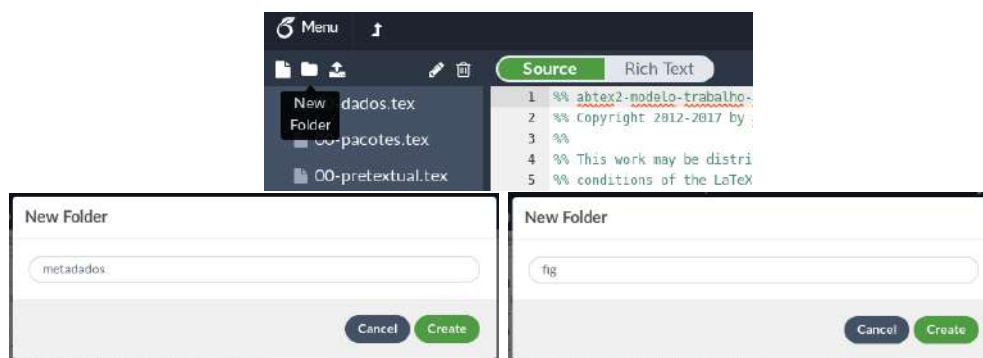 Menu
Source Rich Text
New Folder
dados.tex
00-pacotes.tex
00-pretextual.tex
1 %% abtex2-modelo-trabalho-
2 %% Copyright 2012-2017 by
3 %%
4 %% This work may be distri
5 %% conditions of the LaTeX
New Folder
metadados
Cancel Create
New Folder
fig
Cancel Create